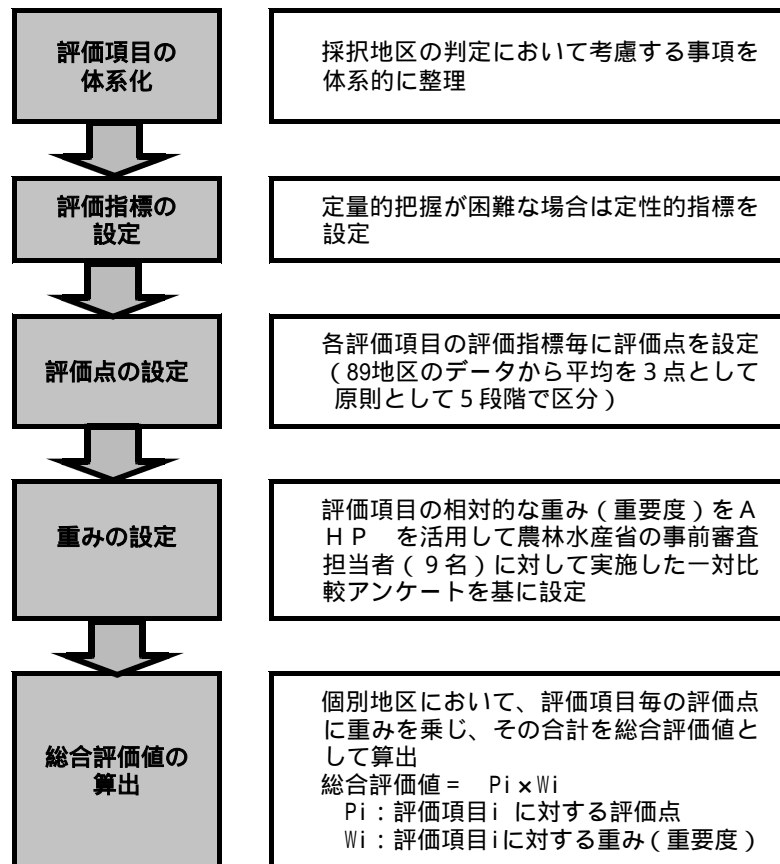 評価項目の
体系化
採択地区の判定において考慮する事項を
体系的に整理
評価指標の
設定
定量的把握が困難な場合は定性的指標を
設定
評価点の設定
各評価項目の評価指標毎に評価点を設定
(89地区のデータから平均を3点として
原則として5段階で区分)
重みの設定
評価項目の相対的な重み(重要度)をA
HP を活用して農林水産省の事前審査
担当者(9名)に対して実施した一対比
較アンケートを基に設定
総合評価値の
算出
個別地区において、評価項目毎の評価点
に重みを乗じ、その合計を総合評価値と
して算出
総合評価値= Pi×Wi
Pi:評価項目i に対する評価点
Wi:評価項目iに対する重み(重要度)